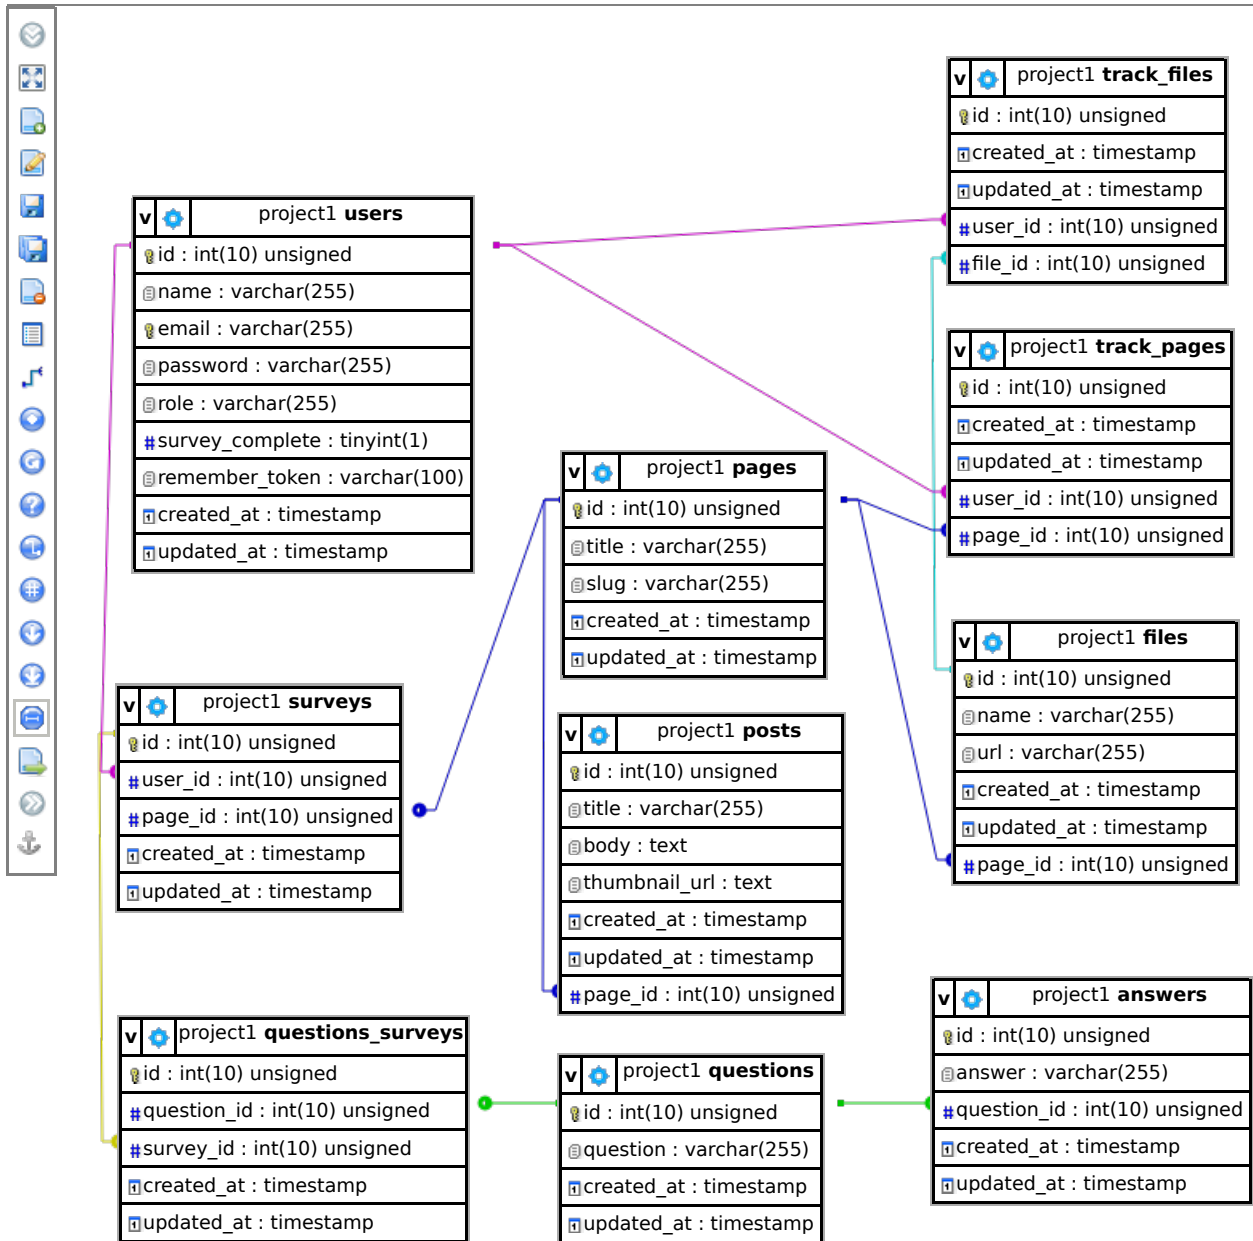 v project1 users
id : int(10) unsigned
name : varchar(255)
email : varchar(255)
password : varchar(255)
role : varchar(255)
#survey_complete : tinyint(1)
remember_token : varchar(100)
created_at : timestamp
updated_at : timestamp
v project1 surveys
id : int(10) unsigned
#user_id : int(10) unsigned
#page_id : int(10) unsigned
created_at : timestamp
updated_at : timestamp
v project1 questions_surveys
id : int(10) unsigned
#question_id : int(10) unsigned
#survey_id : int(10) unsigned
created_at : timestamp
updated_at : timestamp
v project1 pages
id : int(10) unsigned
title : varchar(255)
slug : varchar(255)
created_at : timestamp
updated_at : timestamp
v project1 posts
id : int(10) unsigned
title : varchar(255)
body : text
thumbnail_url : text
created_at : timestamp
updated_at : timestamp
#page_id : int(10) unsigned
v project1 questions
id : int(10) unsigned
question : varchar(255)
created_at : timestamp
updated_at : timestamp
v project1 track_files
id : int(10) unsigned
created_at : timestamp
updated_at : timestamp
#user_id : int(10) unsigned
#file_id : int(10) unsigned
v project1 track_pages
id : int(10) unsigned
created_at : timestamp
updated_at : timestamp
#user_id : int(10) unsigned
#page_id : int(10) unsigned
v project1 files
id : int(10) unsigned
name : varchar(255)
url : varchar(255)
created_at : timestamp
updated_at : timestamp
#page_id : int(10) unsigned
v project1 answers
id : int(10) unsigned
answer : varchar(255)
#question_id : int(10) unsigned
created_at : timestamp
updated_at : timestamp